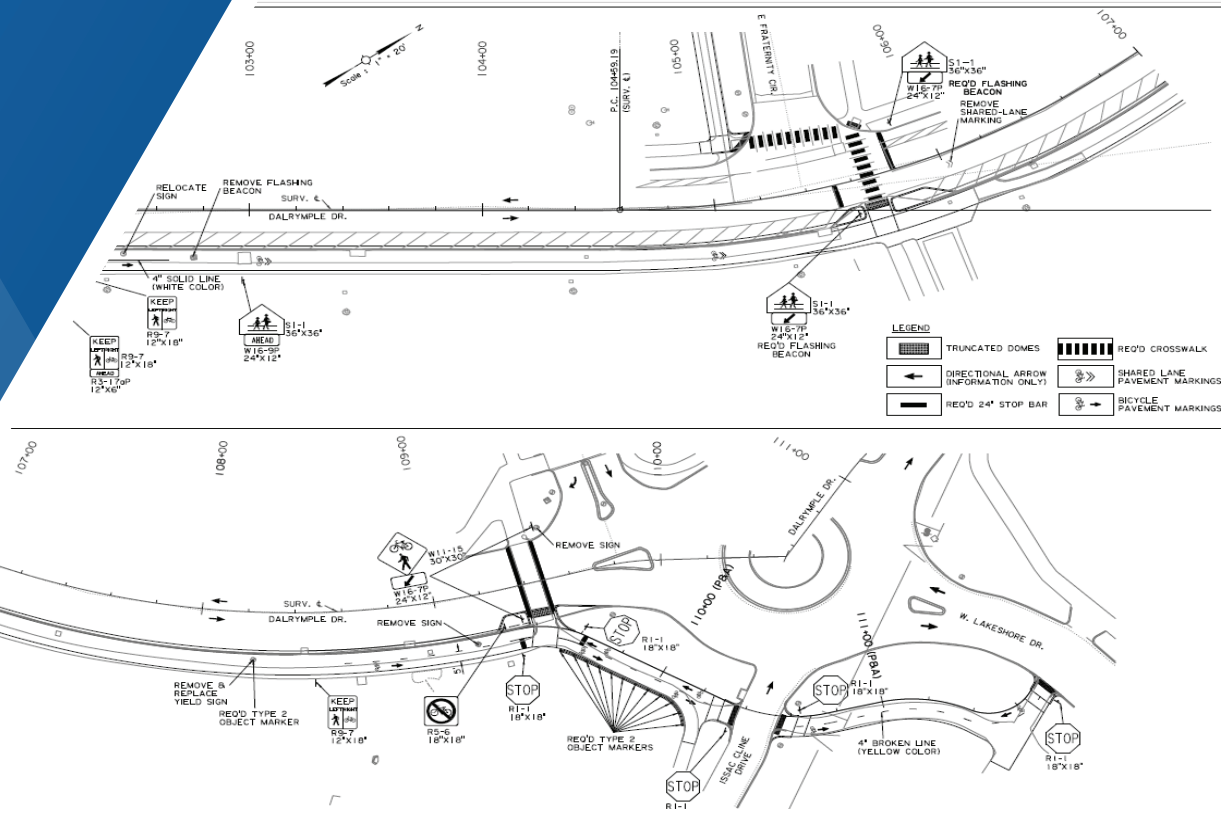 N
Scale : 1" = 20'
103+00
104+00
P.C. 104+59.19
(SURV. ℄)
105+00
E FRATERNITY CIR.
106+00
107+00
S1-1
36"X36"
W16-7P
24"X12"
REQ'D FLASHING
BEACON
REMOVE
SHARED-LANE
MARKING
RELOCATE
SIGN
REMOVE FLASHING
BEACON
SURV. ℄
DALRYMPLE DR.
4" SOLID LINE
(WHITE COLOR)
KEEP
LEFT RIGHT
R9-7
12"X18"
KEEP
LEFT RIGHT
AHEAD
R9-7
12"X18"
R3-17aP
12"X6"
S1-1
36"X36"
AHEAD
W16-9P
24"X12"
S1-1
36"X36"
W16-7P
24"X12"
REQ'D FLASHING
BEACON
LEGEND
TRUNCATED DOMES
REQ'D CROSSWALK
DIRECTIONAL ARROW
(INFORMATION ONLY)
SHARED LANE
PAVEMENT MARKINGS
REQ'D 24" STOP BAR
BICYCLE
PAVEMENT MARKINGS
107+00
108+00
109+00
111+00
DALRYMPLE DR.
W11-15
30"X30"
W16-7P
24"X12"
REMOVE SIGN
SURV. ℄
DALRYMPLE DR.
REMOVE SIGN
STOP
R1-1
18"X18"
110+00 (PBA)
111+00 (PBA)
W. LAKESHORE DR.
REMOVE &
REPLACE
YIELD SIGN
REQ'D TYPE 2
OBJECT MARKER
KEEP
LEFT RIGHT
R9-7
12"X18"
R5-6
18"X18"
STOP
R1-1
18"X18"
REQ'D TYPE 2
OBJECT MARKERS
STOP
R1-1
ISSAC CLINE
DRIVE
STOP
R1-1
18"X18"
4" BROKEN LINE
(YELLOW COLOR)
STOP
R1-1
18"X18"